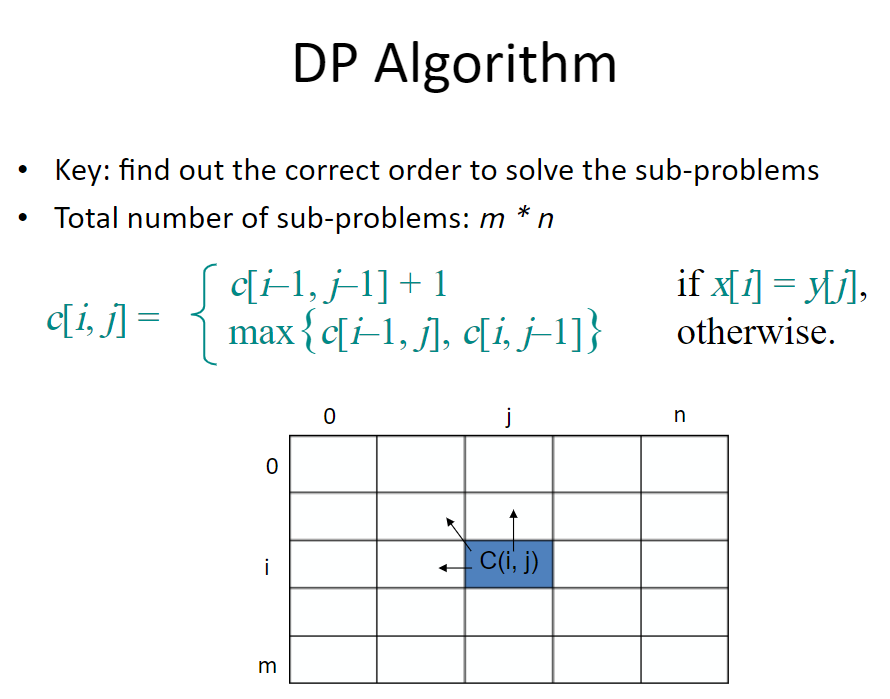 DP Algorithm
• Key: find out the correct order to solve the sub-problems
• Total number of sub-problems: m * n
c[i, j] = { c[i–1, j–1] + 1 if x[i] = y[j],
max{c[i–1, j], c[i, j–1]} otherwise.
0 j n
0
i C(i, j)
m